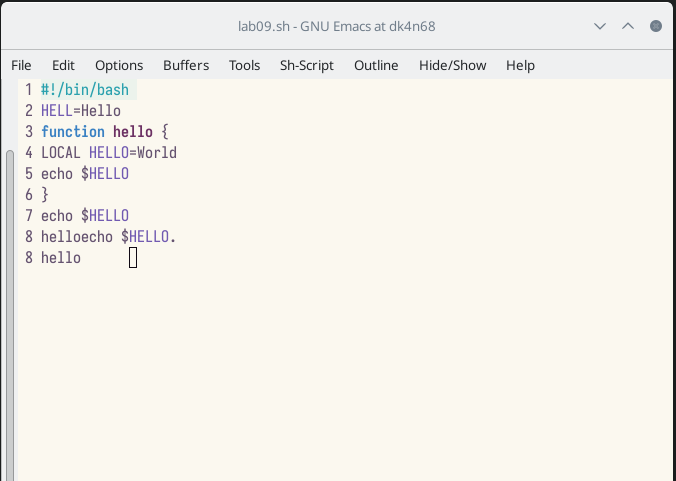 lab09.sh - GNU Emacs at dk4n68
File Edit Options Buffers Tools Sh-Script Outline Hide/Show Help
1 #!/bin/bash
2 HELL=Hello
3 function hello {
4 LOCAL HELLO=World
5 echo $HELLO
6 }
7 echo $HELLO
8 helloecho $HELLO.
8 hello